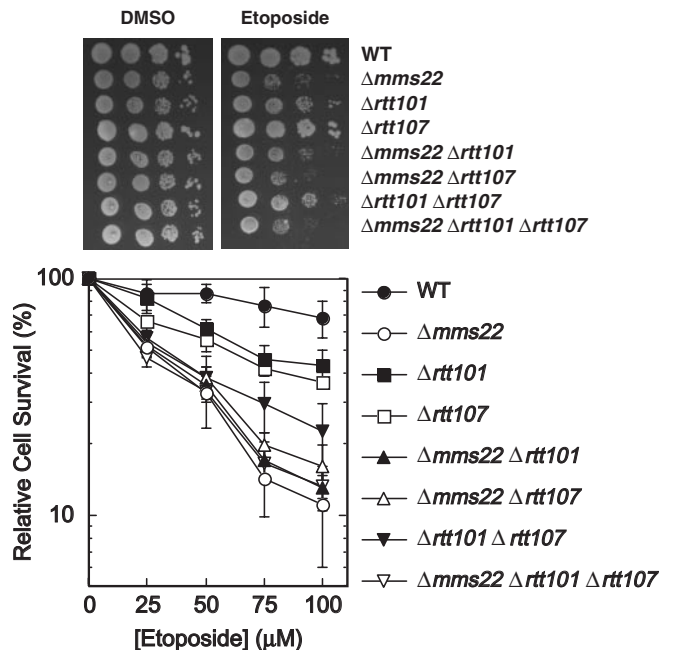 DMSO Etoposide
WT
Δmms22
Δrtt101
Δrtt107
Δmms22 Δrtt101
Δmms22 Δrtt107
Δrtt101 Δrtt107
Δmms22 Δrtt101 Δrtt107
Relative Cell Survival (%)
100
10
0 25 50 75 100
[Etoposide] (μM)
WT
Δmms22
Δrtt101
Δrtt107
Δmms22 Δrtt101
Δmms22 Δrtt107
Δrtt101 Δrtt107
Δmms22 Δrtt101 Δrtt107